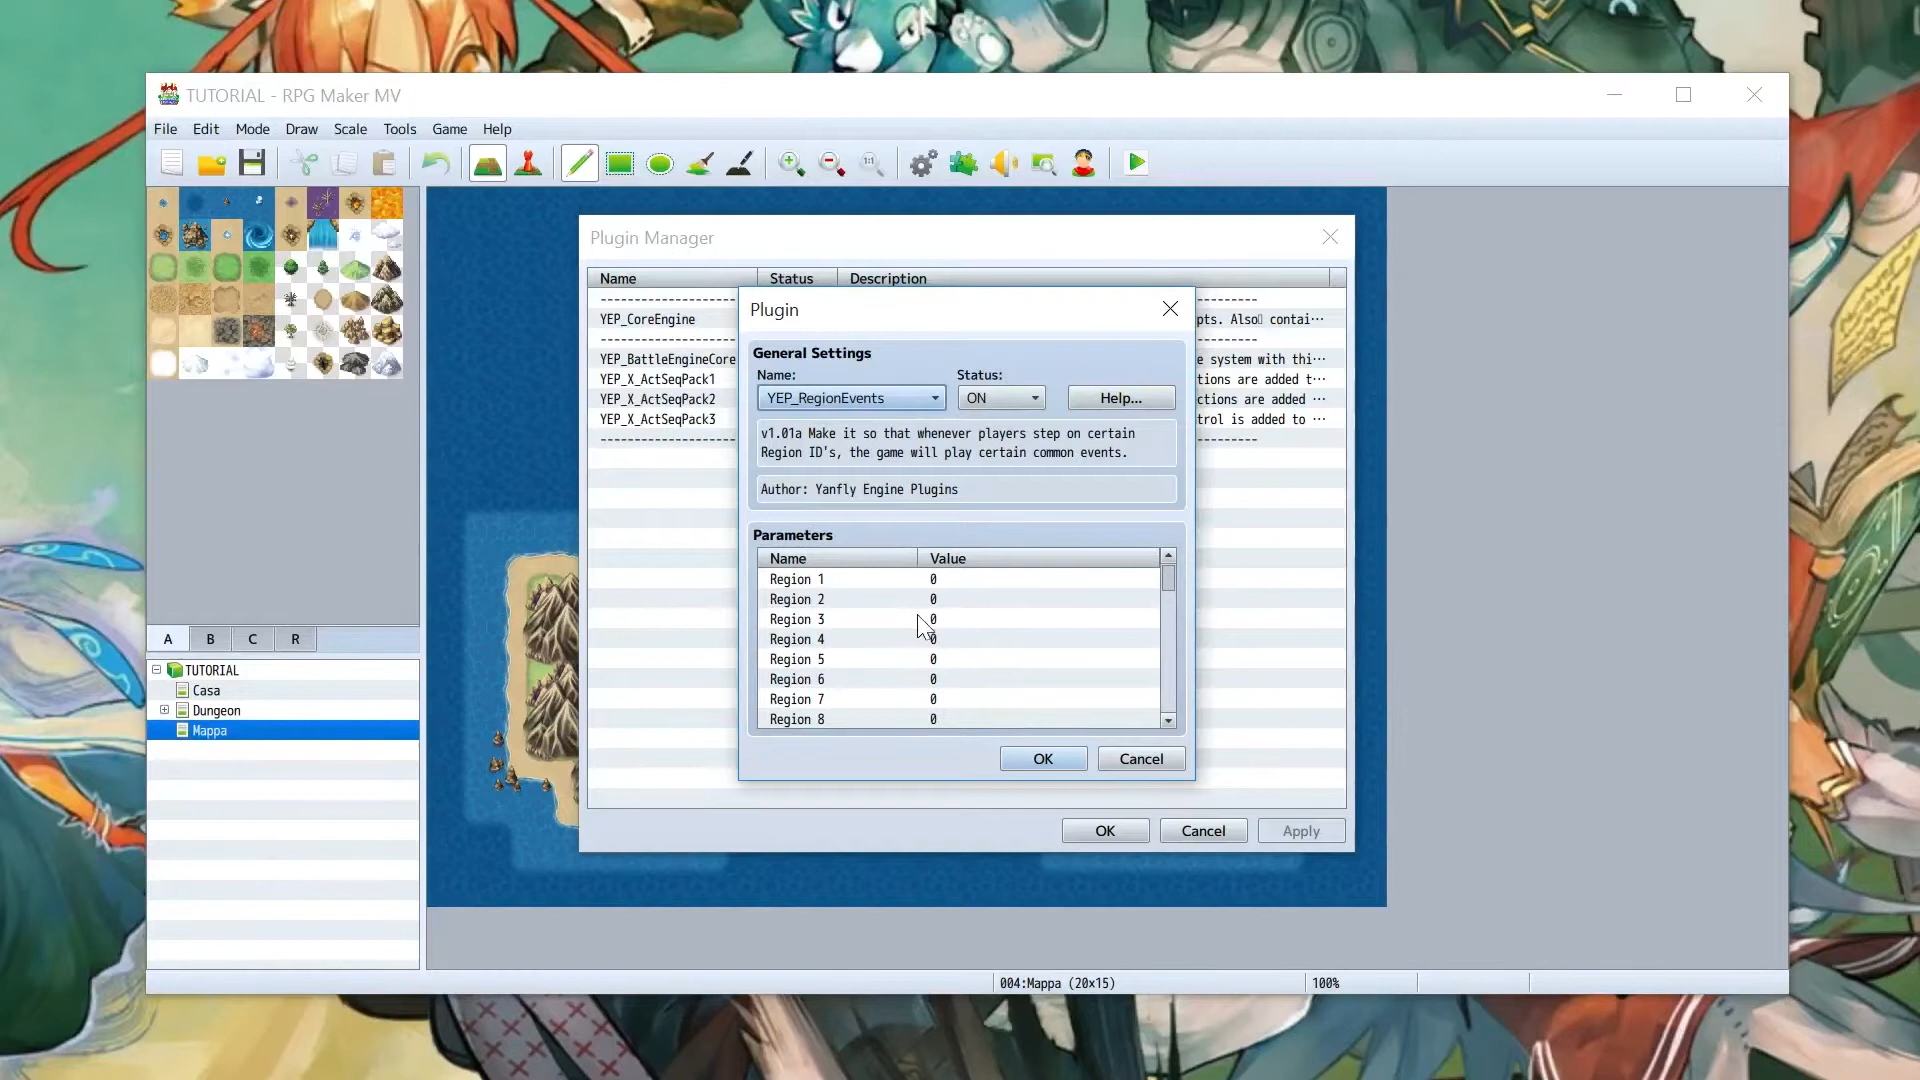 TUTORIAL - RPG Maker MV
File Edit Mode Draw Scale Tools Game Help
1:1
A B C R
TUTORIAL
Casa
Dungeon
Mappa
Plugin Manager
Name Status Description
YEP_CoreEngine pts. Also contai···
YEP_BattleEngineCore e system with thi···
YEP_X_ActSeqPack1 tions are added t···
YEP_X_ActSeqPack2 ctions are added ···
YEP_X_ActSeqPack3 trol is added to ···
Plugin
General Settings
Name: Status:
YEP_RegionEvents ON Help...
v1.01a Make it so that whenever players step on certain
Region ID's, the game will play certain common events.
Author: Yanfly Engine Plugins
Parameters
Name Value
Region 1 0
Region 2 0
Region 3 0
Region 4 0
Region 5 0
Region 6 0
Region 7 0
Region 8 0
OK Cancel
OK Cancel Apply
004:Mappa (20x15) 100%